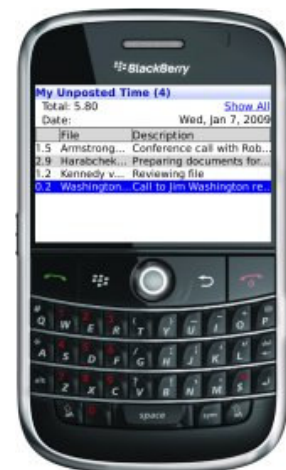 BlackBerry
My Unposted Time (4)
Total: 5.80 Show All
Date: Wed, Jan 7, 2009
File Description
1.5 Armstrong... Conference call with Rob...
2.9 Harabchek... Preparing documents for...
1.2 Kennedy v... Reviewing file
0.2 Washington... Call to Jim Washington re...
Q W E R T Y U I O P
A S D F G H J K L
alt Z X C V B N M
space sym